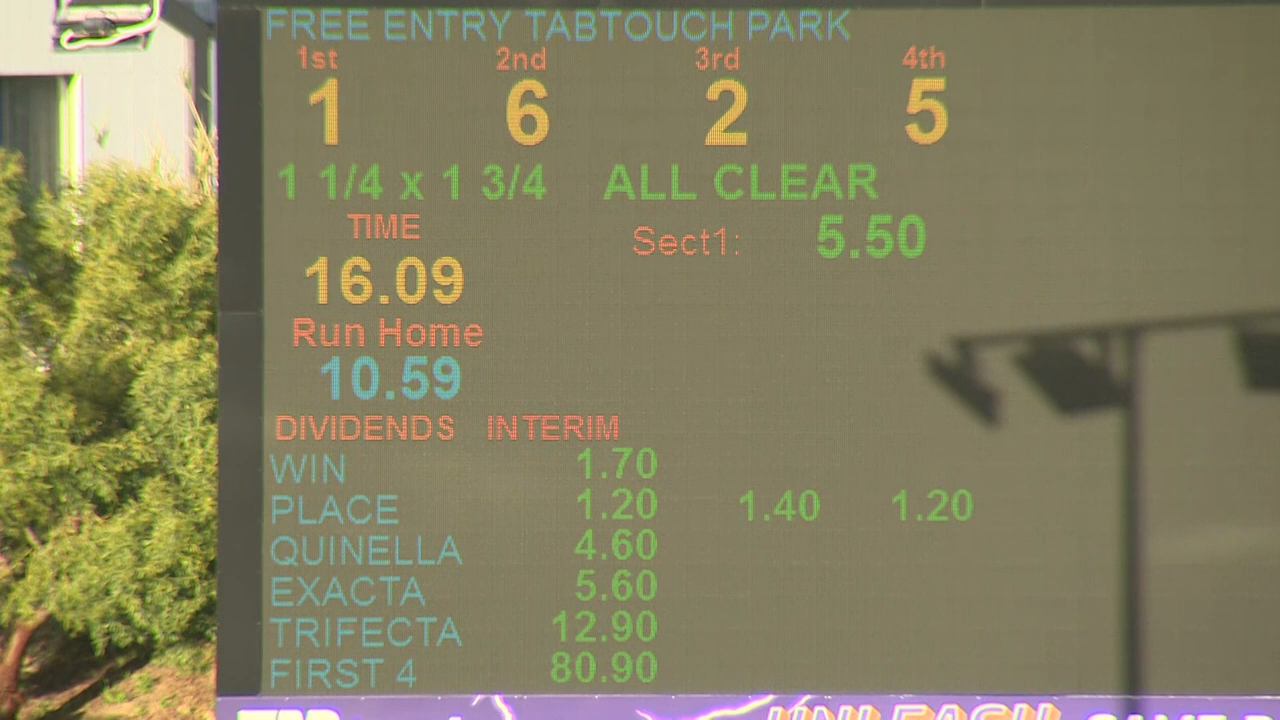 FREE ENTRY TABTOUCH PARK
1st 2nd 3rd 4th
1 6 2 5
1 1/4 x 1 3/4 ALL CLEAR
TIME Sect1: 5.50
16.09
Run Home
10.59
DIVIDENDS INTERIM
WIN 1.70
PLACE 1.20 1.40 1.20
QUINELLA 4.60
EXACTA 5.60
TRIFECTA 12.90
FIRST 4 80.90
UNLEASH